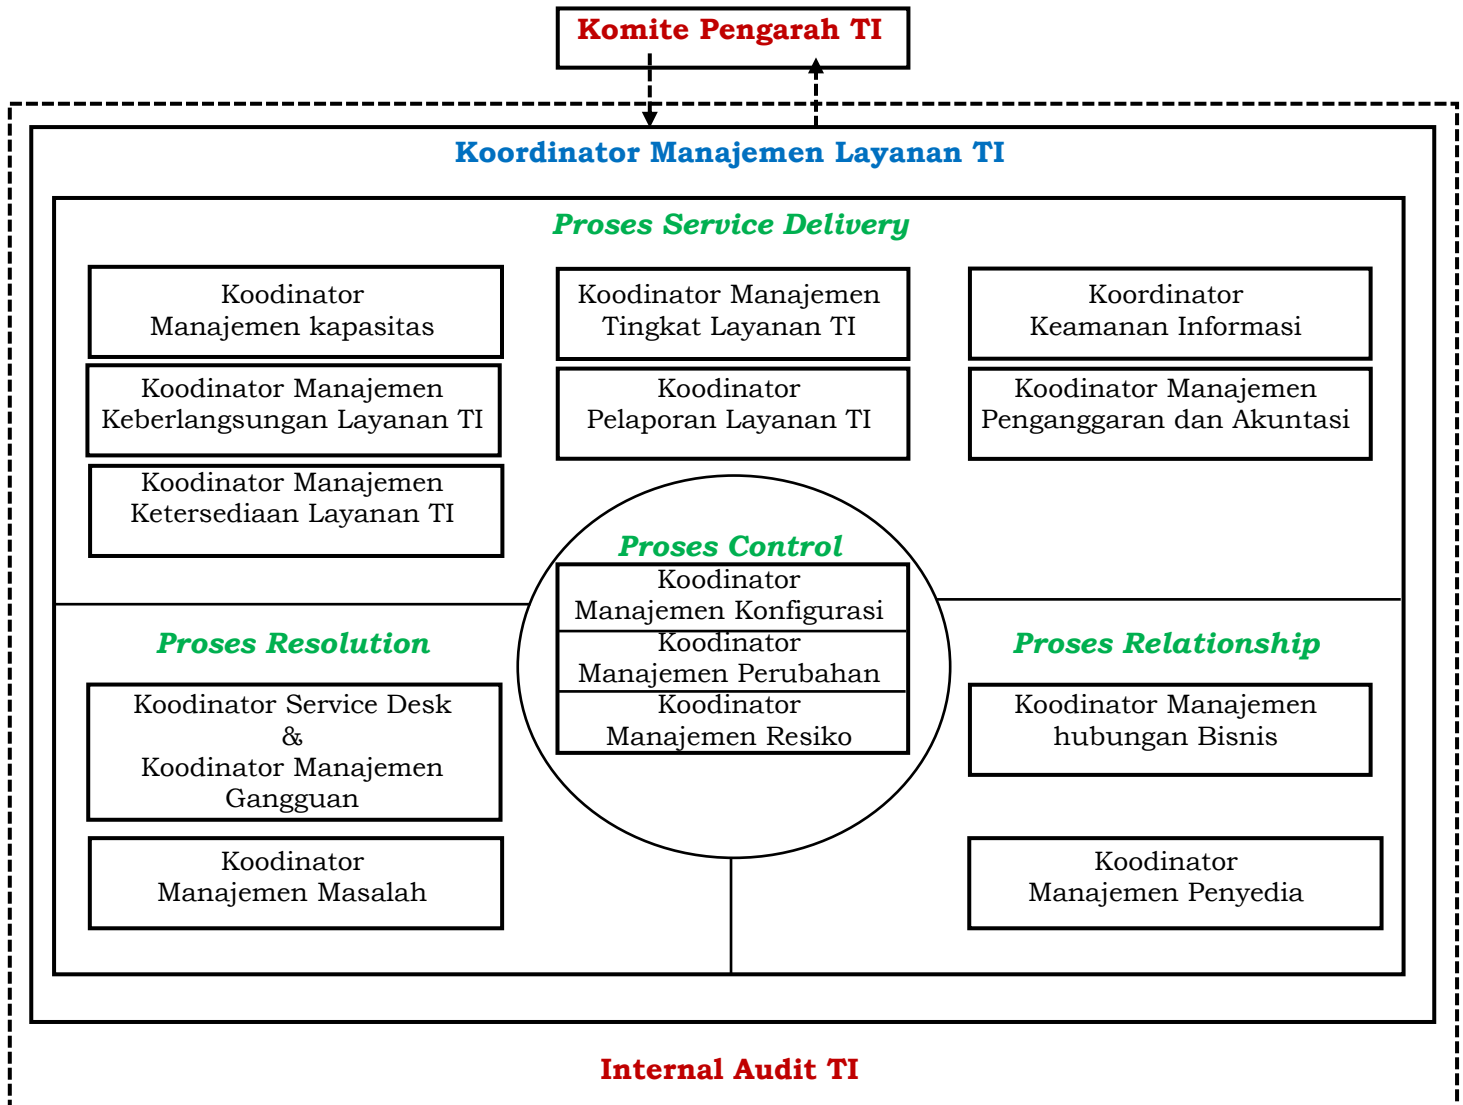 Komite Pengarah TI
Koordinator Manajemen Layanan TI
Proses Service Delivery
Koodinator
Manajemen kapasitas
Koodinator Manajemen
Tingkat Layanan TI
Koordinator
Keamanan Informasi
Koodinator Manajemen
Keberlangsungan Layanan TI
Koodinator
Pelaporan Layanan TI
Koodinator Manajemen
Penganggaran dan Akuntasi
Koodinator Manajemen
Ketersediaan Layanan TI
Proses Control
Koodinator
Manajemen Konfigurasi
Koodinator
Manajemen Perubahan
Koodinator
Manajemen Resiko
Proses Resolution
Koodinator Service Desk
&
Koodinator Manajemen
Gangguan
Koodinator
Manajemen Masalah
Proses Relationship
Koodinator Manajemen
hubungan Bisnis
Koodinator
Manajemen Penyedia
Internal Audit TI